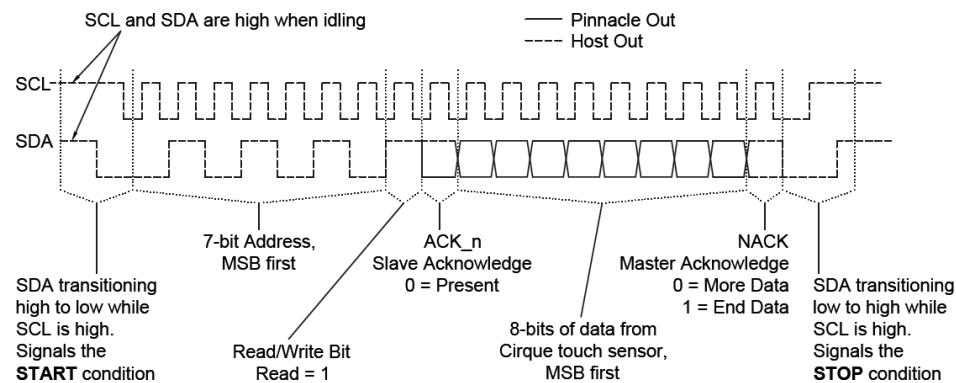 SCL and SDA are high when idling
Pinnacle Out
Host Out
SCL
SDA
7-bit Address,
MSB first
ACK_n
Slave Acknowledge
0 = Present
NACK
Master Acknowledge
0 = More Data
1 = End Data
SDA transitioning
high to low while
SCL is high.
Signals the
START condition
Read/Write Bit
Read = 1
8-bits of data from
Cirque touch sensor,
MSB first
SDA transitioning
low to high while
SCL is high.
Signals the
STOP condition